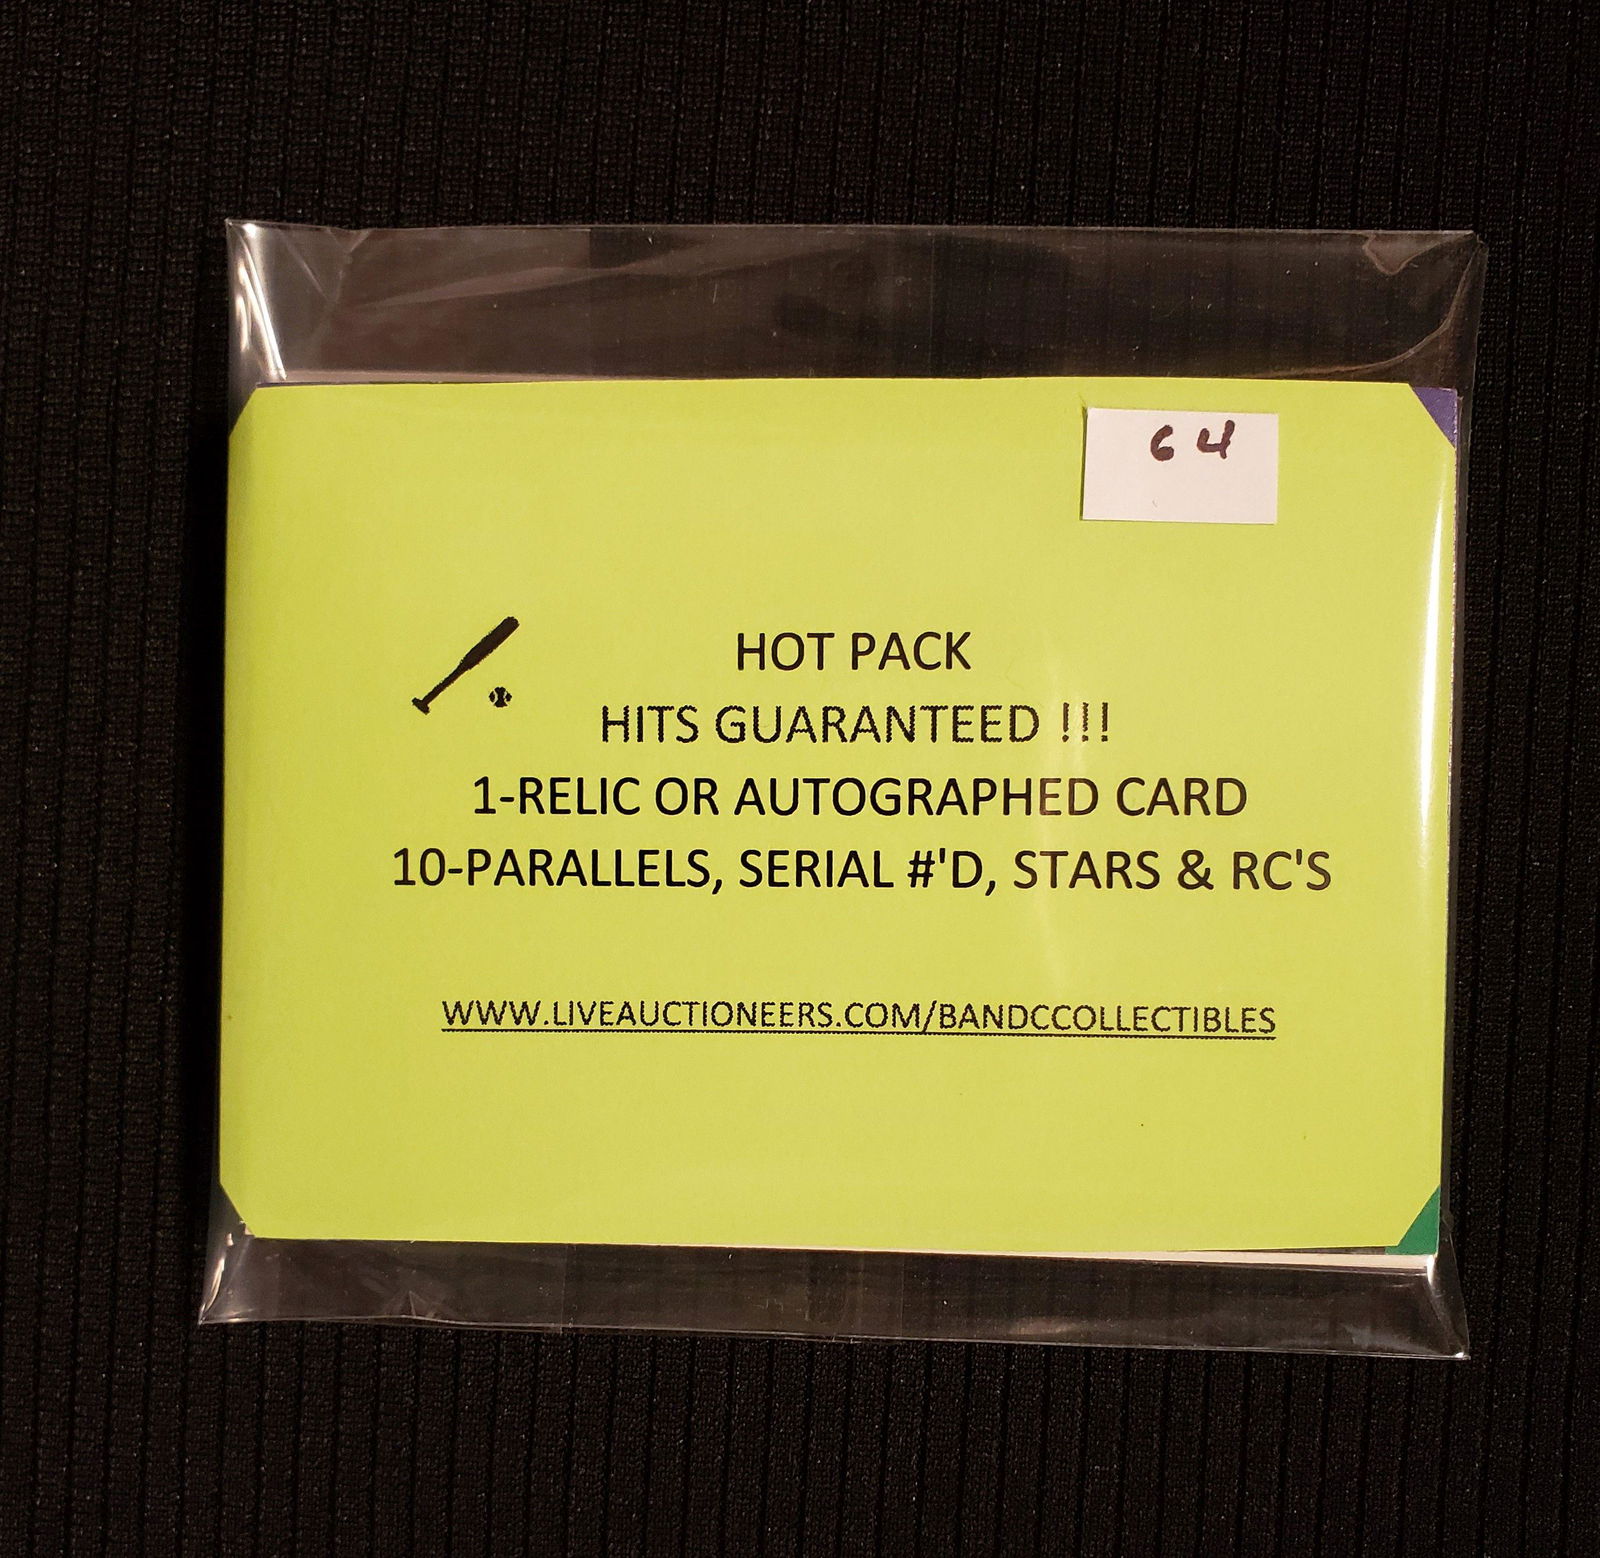 64
HOT PACK
HITS GUARANTEED !!!
1-RELIC OR AUTOGRAPHED CARD
10-PARALLELS, SERIAL #'D, STARS & RC'S
WWW.LIVEAUCTIONEERS.COM/BANDCCOLLECTIBLES